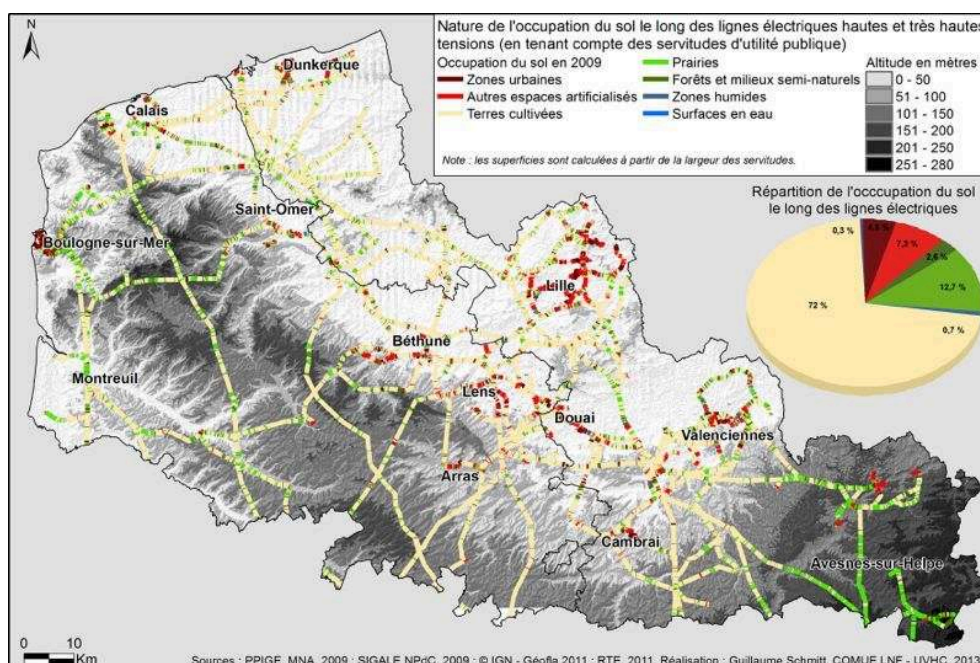 Nature de l'occupation du sol le long des lignes électriques hautes et très hautes
tensions (en tenant compte des servitudes d'utilité publique)
Occupation du sol en 2009
Zones urbaines
Autres espaces artificialisés
Terres cultivées
Prairies
Forêts et milieux semi-naturels
Zones humides
Surfaces en eau
Note : les superficies sont calculées à partir de la largeur des servitudes.
Altitude en mètres
0 - 50
51 - 100
101 - 150
151 - 200
201 - 250
251 - 280
Répartition de l'occcupation du sol
le long des lignes électriques
0,3 %
7,3 %
2,6 %
12,7 %
72 %
0,7 %
N
Dunkerque
Calais
Saint-Omer
Boulogne-sur-Mer
Lille
Béthune
Montreuil
Lens
Douai
Valenciennes
Arras
Cambrai
Avesnes-sur-Helpe
0 10
Km
Sources : PPIGE, MNA, 2009 ; SIGALE NPdC, 2009 ; © IGN - Géofla 2011 ; RTE, 2011. Réalisation : Guillaume Schmitt, COMUE LNF - UVHC,